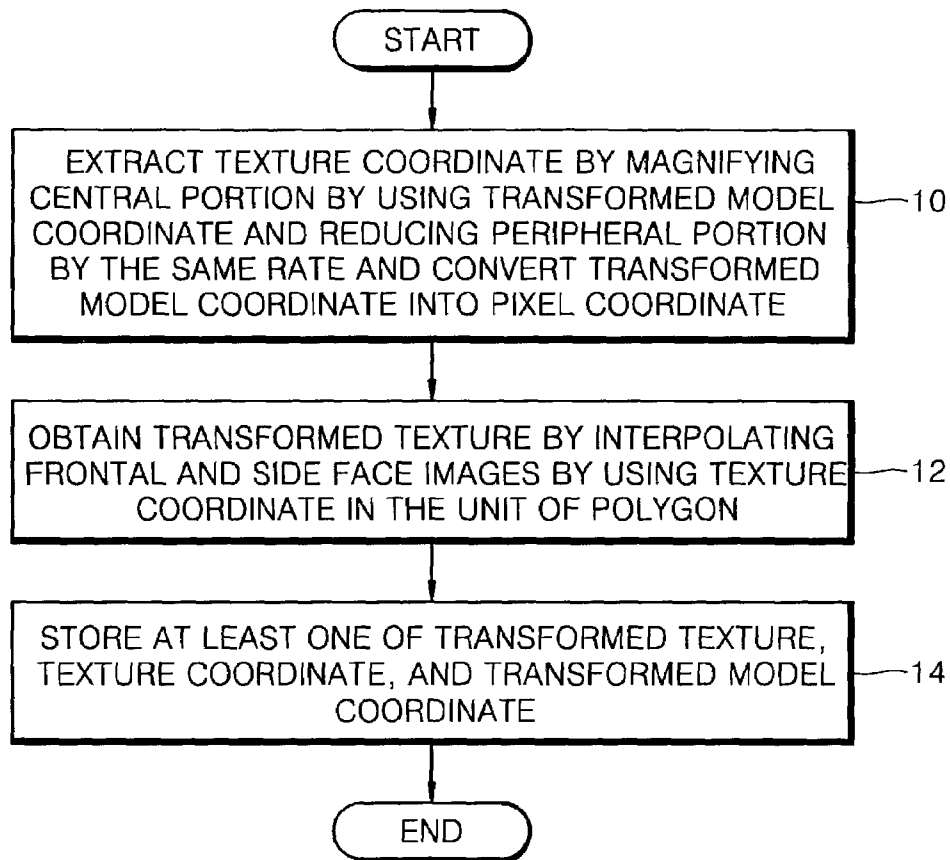 START
EXTRACT TEXTURE COORDINATE BY MAGNIFYING
CENTRAL PORTION BY USING TRANSFORMED MODEL
COORDINATE AND REDUCING PERIPHERAL PORTION
BY THE SAME RATE AND CONVERT TRANSFORMED
MODEL COORDINATE INTO PIXEL COORDINATE
10
OBTAIN TRANSFORMED TEXTURE BY INTERPOLATING
FRONTAL AND SIDE FACE IMAGES BY USING TEXTURE
COORDINATE IN THE UNIT OF POLYGON
12
STORE AT LEAST ONE OF TRANSFORMED TEXTURE,
TEXTURE COORDINATE, AND TRANSFORMED MODEL
COORDINATE
14
END